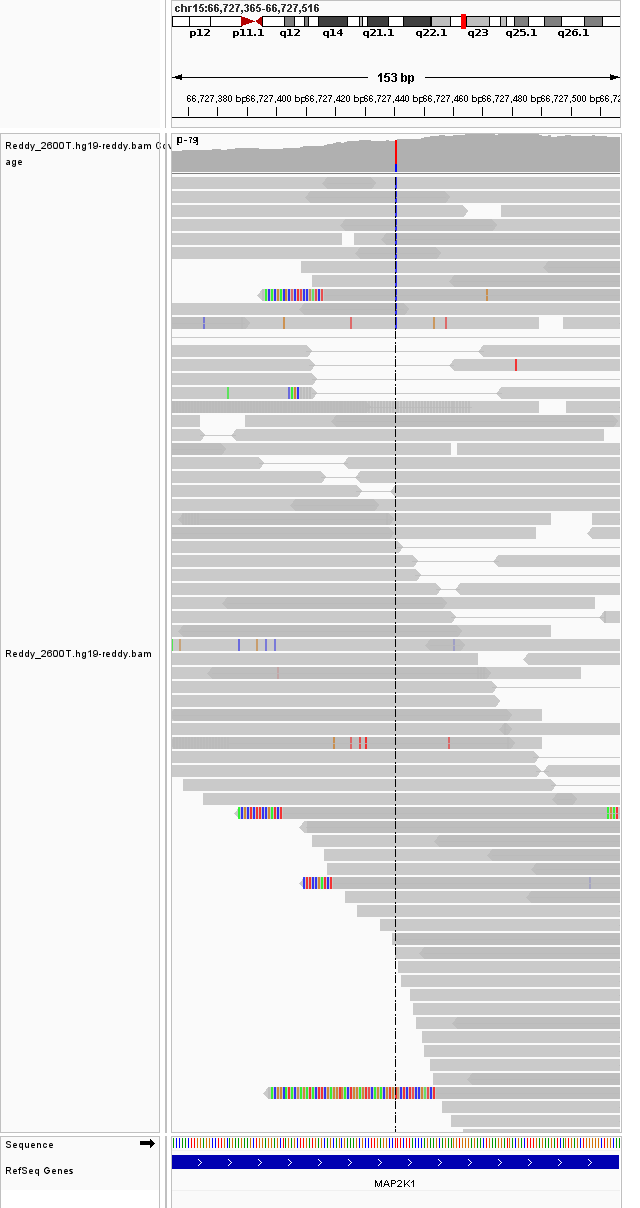 chr15:66,727,365-66,727,516
p12 p11.1 q12 q14 q21.1 q22.1 q23 q25.1 q26.1
153 bp
66,727,380 bp 66,727,400 bp 66,727,420 bp 66,727,440 bp 66,727,460 bp 66,727,480 bp 66,727,500 bp 66,72
Reddy_2600T.hg19-reddy.bam Cov
age
Reddy_2600T.hg19-reddy.bam
Sequence
RefSeq Genes
MAP2K1